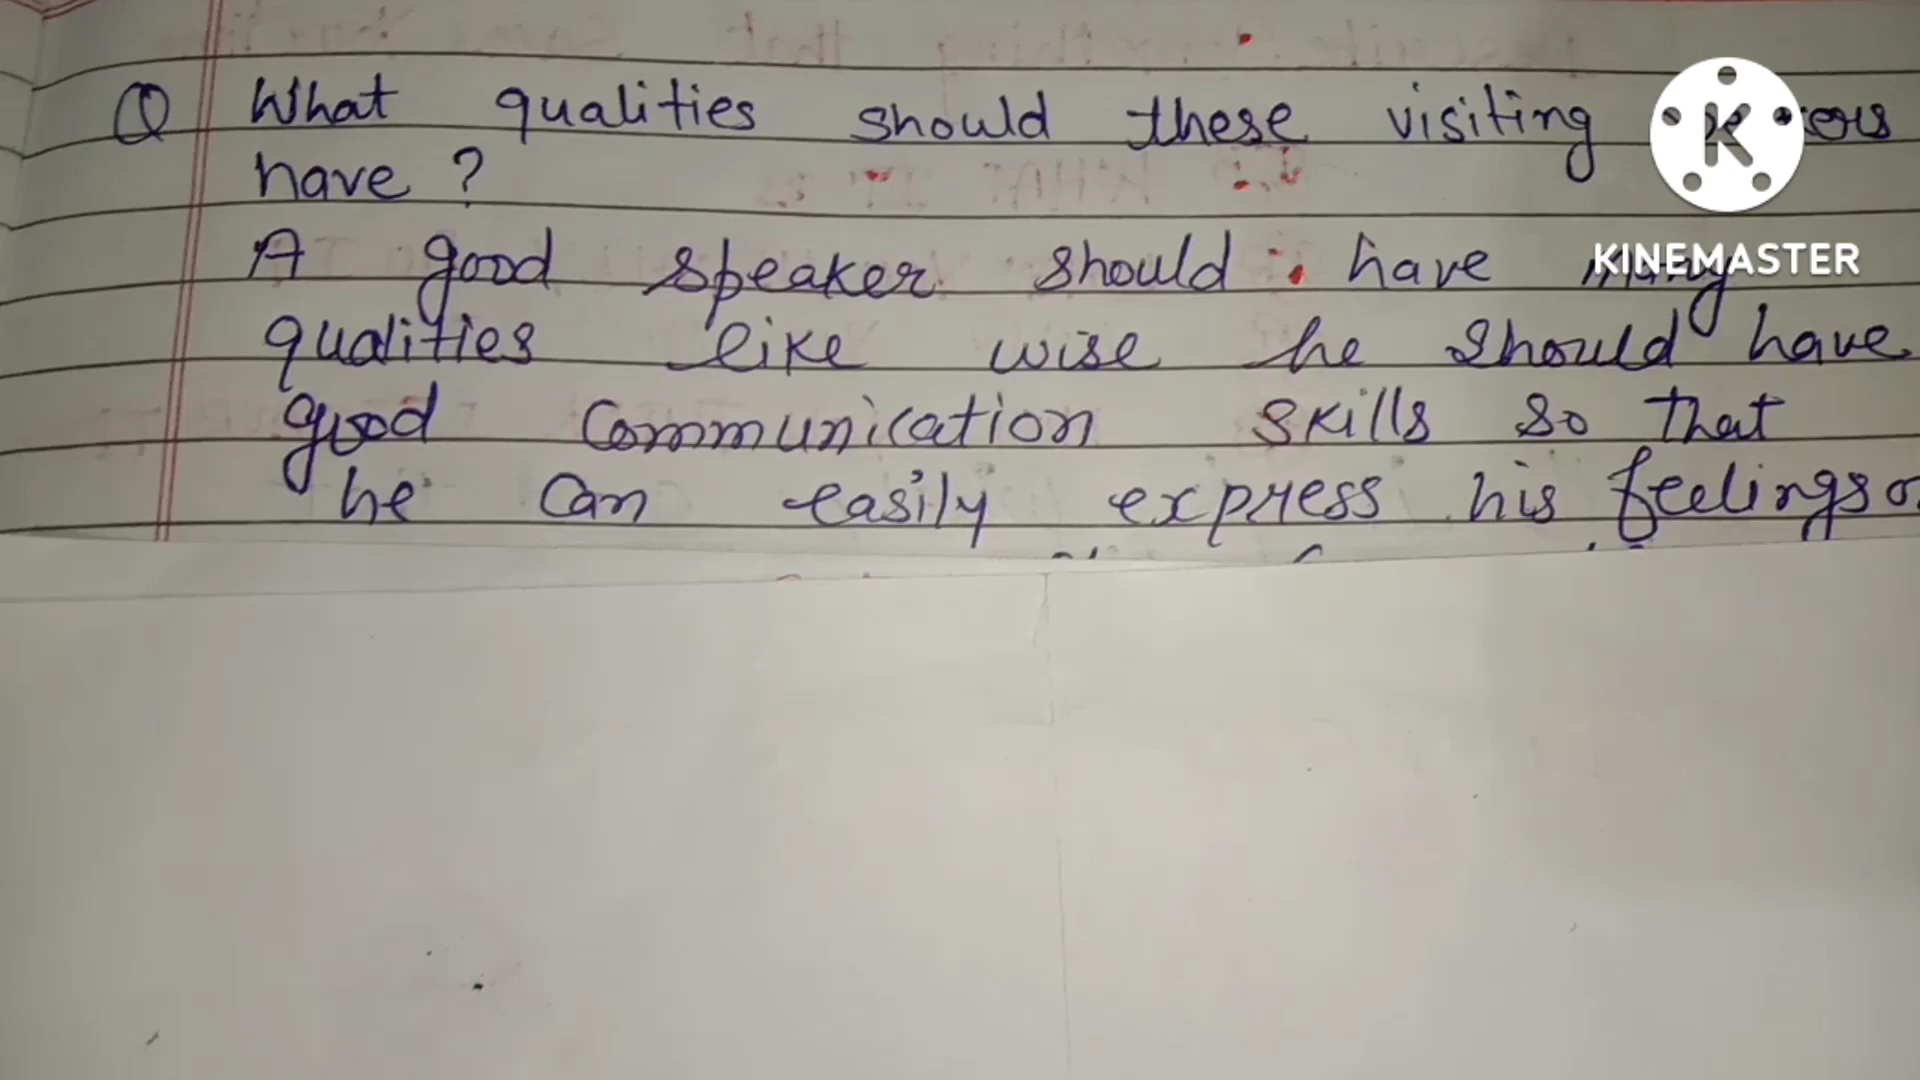 Q What qualities should these visiting
have ?
A good speaker should have many
qualities like wise he should have
good Communication skills so that
he can easily express his feelings
K
KINEMASTER